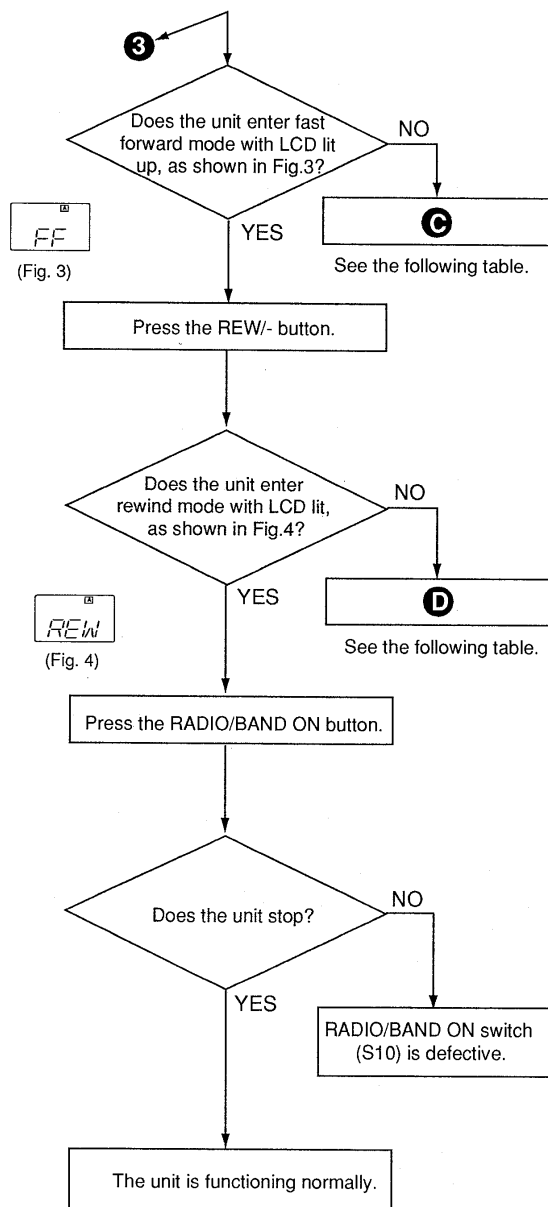 3
Does the unit enter fast
forward mode with LCD lit
up, as shown in Fig.3?
NO
FF
(Fig. 3)
YES
C
See the following table.
Press the REW/- button.
Does the unit enter
rewind mode with LCD lit,
as shown in Fig.4?
NO
A
REW
(Fig. 4)
YES
D
See the following table.
Press the RADIO/BAND ON button.
Does the unit stop?
NO
YES
RADIO/BAND ON switch
(S10) is defective.
The unit is functioning normally.